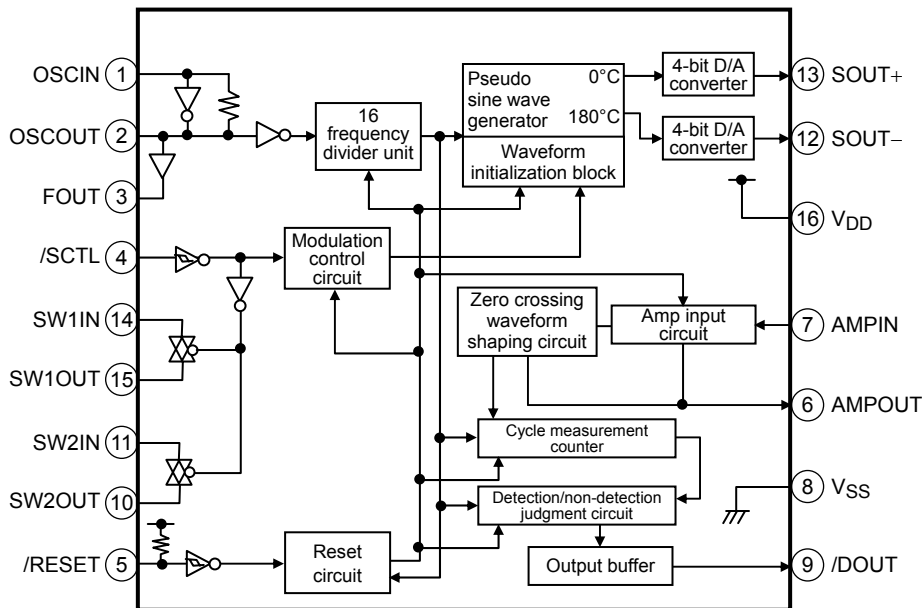 OSCIN 1
OSCOUT 2
FOUT 3
/SCTL 4
SW1IN 14
SW1OUT 15
SW2IN 11
SW2OUT 10
/RESET 5
16
frequency
divider unit
Pseudo
sine wave
generator
0°C
180°C
Waveform
initialization block
4-bit D/A
converter
4-bit D/A
converter
13 SOUT+
12 SOUT−
16 VDD
Modulation
control
circuit
Zero crossing
waveform
shaping circuit
Amp input
circuit
7 AMPIN
6 AMPOUT
Cycle measurement
counter
8 VSS
Detection/non-detection
judgment circuit
Reset
circuit
Output buffer
9 /DOUT